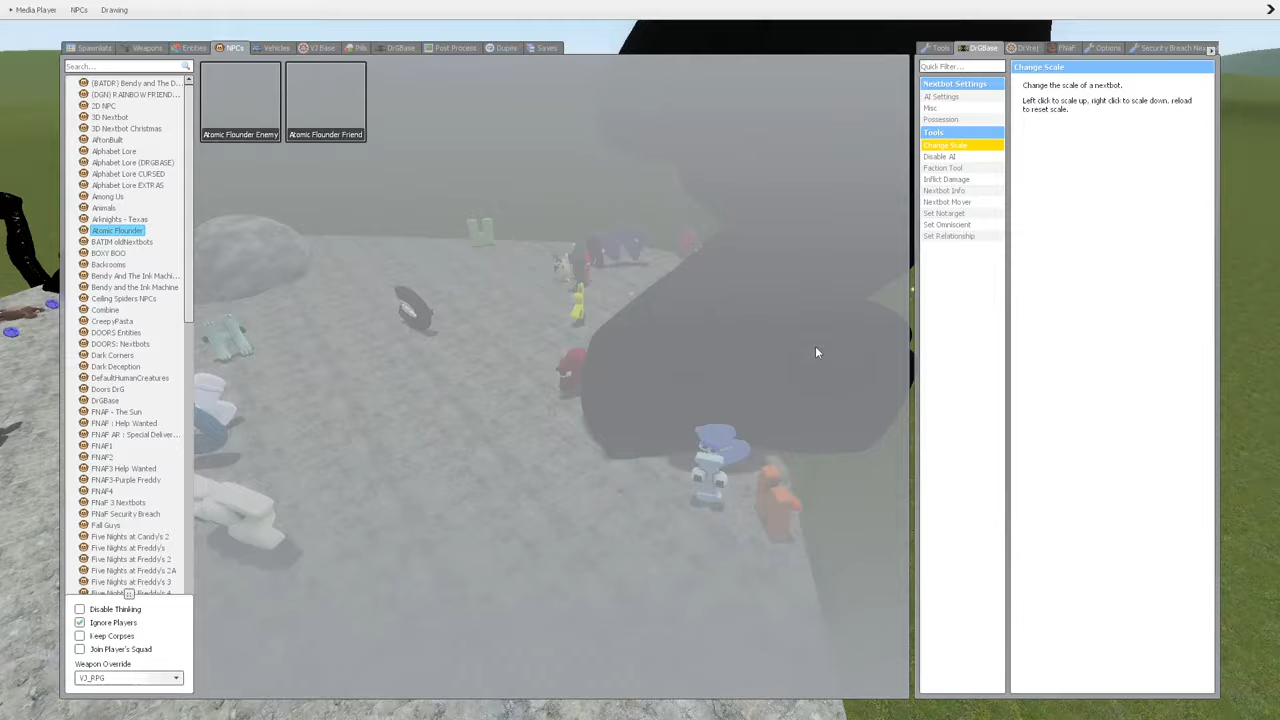 Media Player NPCs Drawing
Spawnlists Weapons Entities NPCs Vehicles VJ Base Pills DrGBase Post Process Dupes Saves
Search...
(BATDR) Bendy and The D...
(DGN) RAINBOW FRIEND...
2D NPC
3D Nextbot
3D Nextbot Christmas
AftonBuilt
Alphabet Lore
Alphabet Lore (DRGBASE)
Alphabet Lore CURSED
Alphabet Lore EXTRAS
Among Us
Animals
Arknights - Texas
Atomic Flounder
BATIM oldNextbots
BOXY BOO
Backrooms
Bendy And The Ink Machi...
Bendy and the Ink Machine
Ceiling Spiders NPCs
Combine
CreepyPasta
DOORS Entities
DOORS: Nextbots
Dark Corners
Dark Deception
DefaultHumanCreatures
Doors DrG
DrGBase
FNAF - The Sun
FNAF : Help Wanted
FNAF AR : Special Deliver...
FNAF1
FNAF2
FNAF3 Help Wanted
FNAF3-Purple Freddy
FNAF4
FNaF 3 Nextbots
FNaF Security Breach
Fall Guys
Five Nights at Candy's 2
Five Nights at Freddy's
Five Nights at Freddy's 2
Five Nights at Freddy's 2A
Five Nights at Freddy's 3
Five Nights at Freddy's 4
Disable Thinking
Ignore Players
Keep Corpses
Join Player's Squad
Weapon Override
VJ_RPG
Atomic Flounder Enemy
Atomic Flounder Friend
Tools DrGBase DrVrej FNaF Options Security Breach Nex
Quick Filter...
Nextbot Settings
AI Settings
Misc
Possession
Tools
Change Scale
Disable AI
Faction Tool
Inflict Damage
Nextbot Info
Nextbot Mover
Set Notarget
Set Omniscient
Set Relationship
Change Scale
Change the scale of a nextbot.
Left click to scale up, right click to scale down, reload
to reset scale.